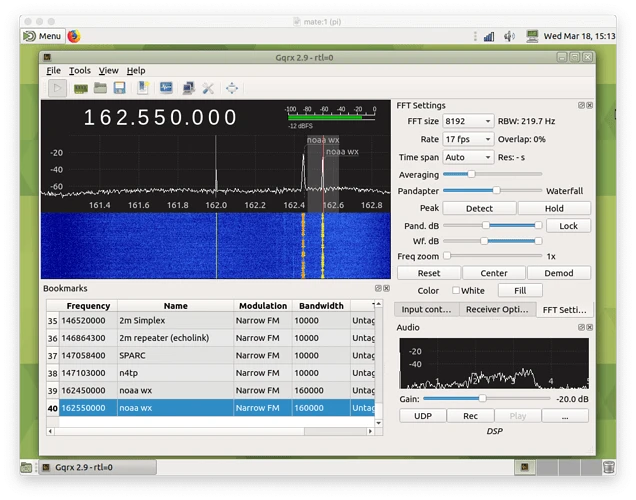 mate:1 (pi)
Menu
Wed Mar 18, 15:13
Gqrx 2.9 - rtl=0
File Tools View Help
162.550.000
-100 -80 -60 -40 -20 0
-12 dBFS
noaa wx
noaa wx
-20
-40
-60
161.4 161.6 161.8 162.0 162.2 162.4 162.6 162.8
FFT Settings
FFT size 8192 RBW: 219.7 Hz
Rate 17 fps Overlap: 0%
Time span Auto Res: - s
Averaging
Pandapter Waterfall
Peak Detect Hold
Pand. dB Lock
Wf. dB
Freq zoom 1x
Reset Center Demod
Color White Fill
Input cont... Receiver Opti... FFT Setti...
Bookmarks
Frequency Name Modulation Bandwidth
35 146520000 2m Simplex Narrow FM 10000 Untag
36 146864300 2m repeater (echolink) Narrow FM 10000 Untag
37 147058400 SPARC Narrow FM 10000 Untag
38 147103000 n4tp Narrow FM 10000 Untag
39 162450000 noaa wx Narrow FM 160000 Untag
40 162550000 noaa wx Narrow FM 160000 Untag
Audio
-20
-40
1 2 3 4 5
Gain: -20.0 dB
UDP Rec Play ...
DSP
Gqrx 2.9 - rtl=0